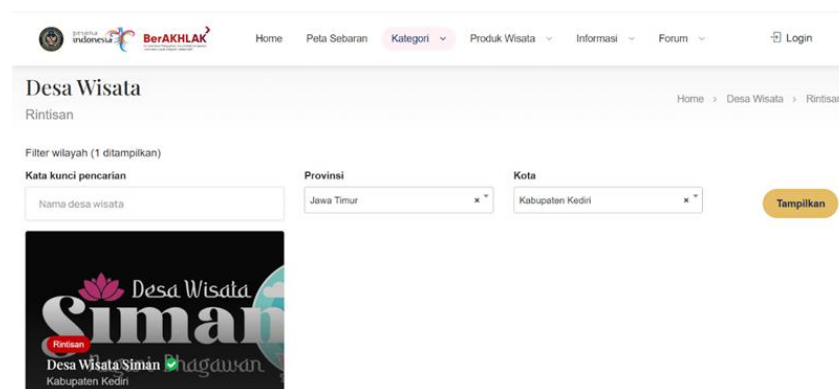 pesona
indonesia
BerAKHLAK
Home Peta Sebaran Kategori Produk Wisata Informasi Forum Login
Desa Wisata
Rintisan
Home > Desa Wisata > Rintisan
Filter wilayah (1 ditampilkan)
Kata kunci pencarian Provinsi Kota
Nama desa wisata Jawa Timur × Kabupaten Kediri × Tampilkan
Desa Wisata
Siman
Nagari Bhagawan
Rintisan
Desa Wisata Siman
Kabupaten Kediri